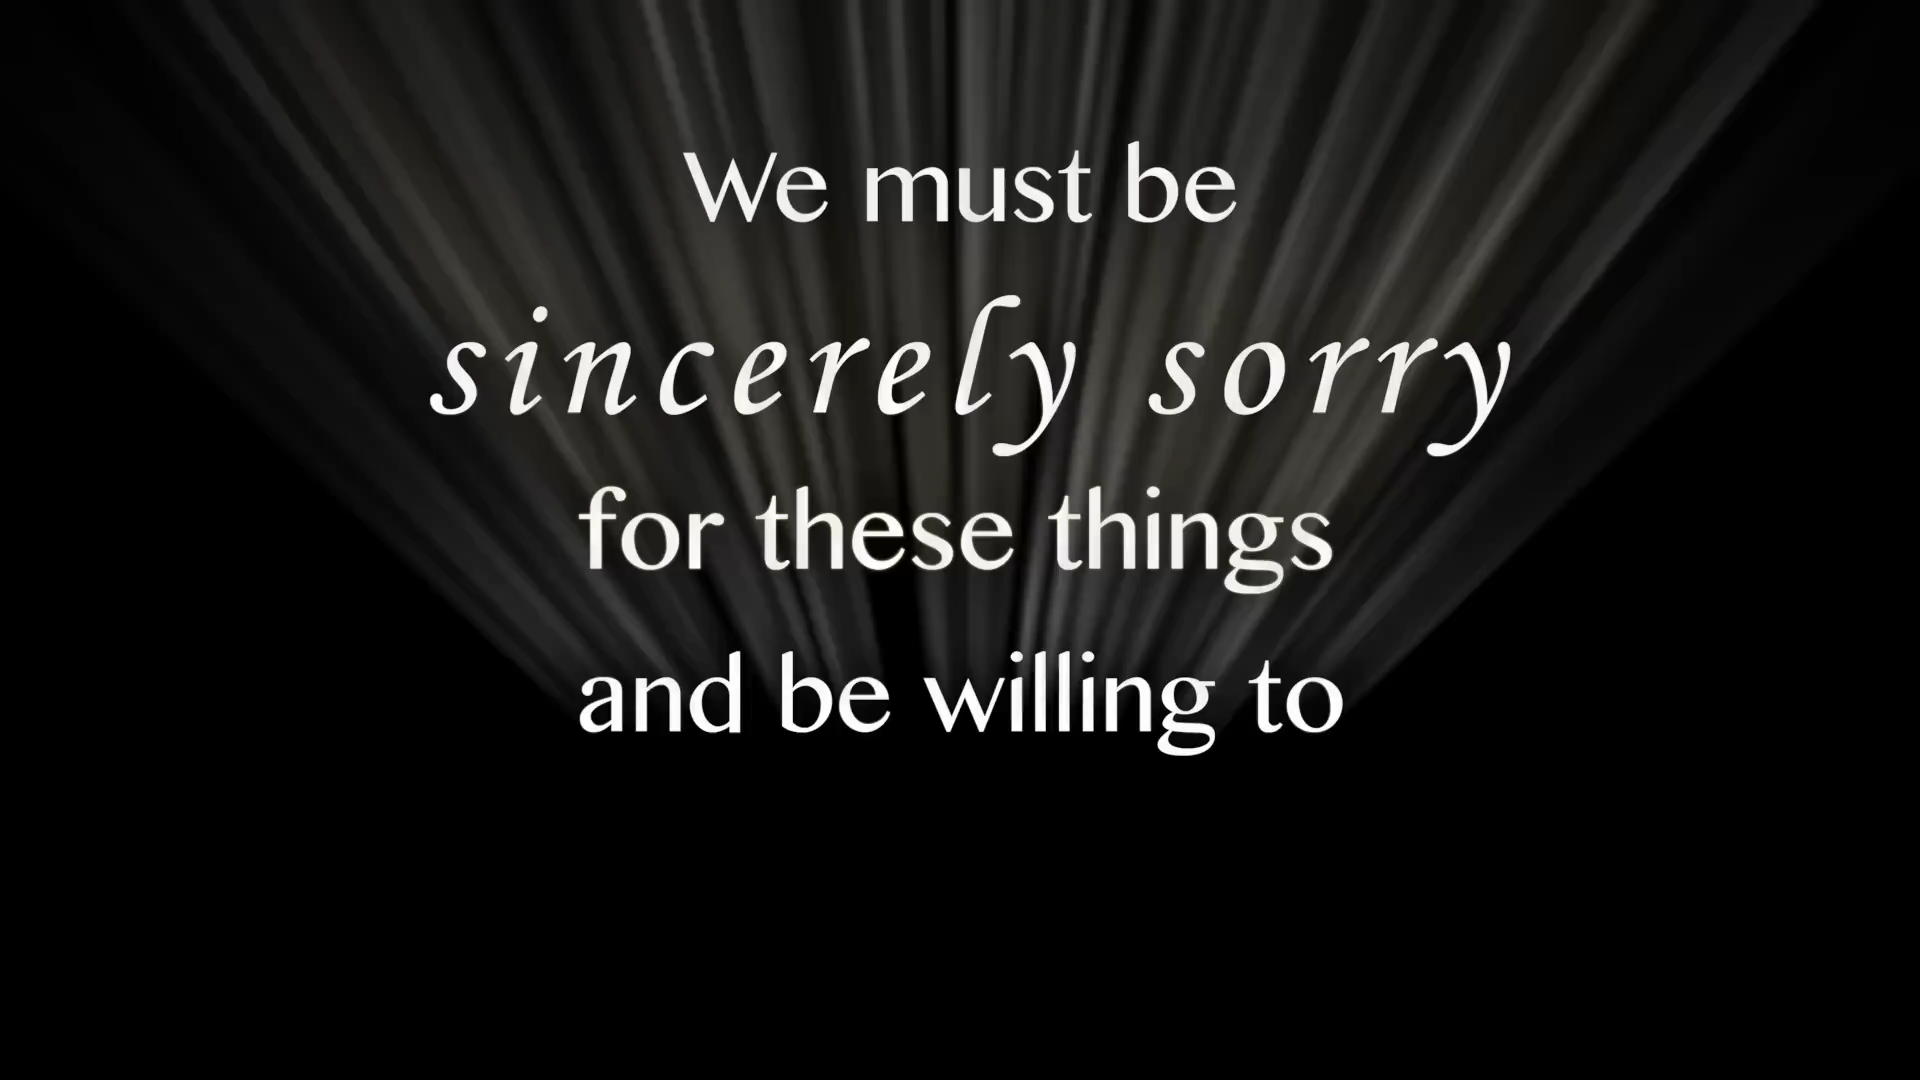 We must be
sincerely sorry
for these things
and be willing to